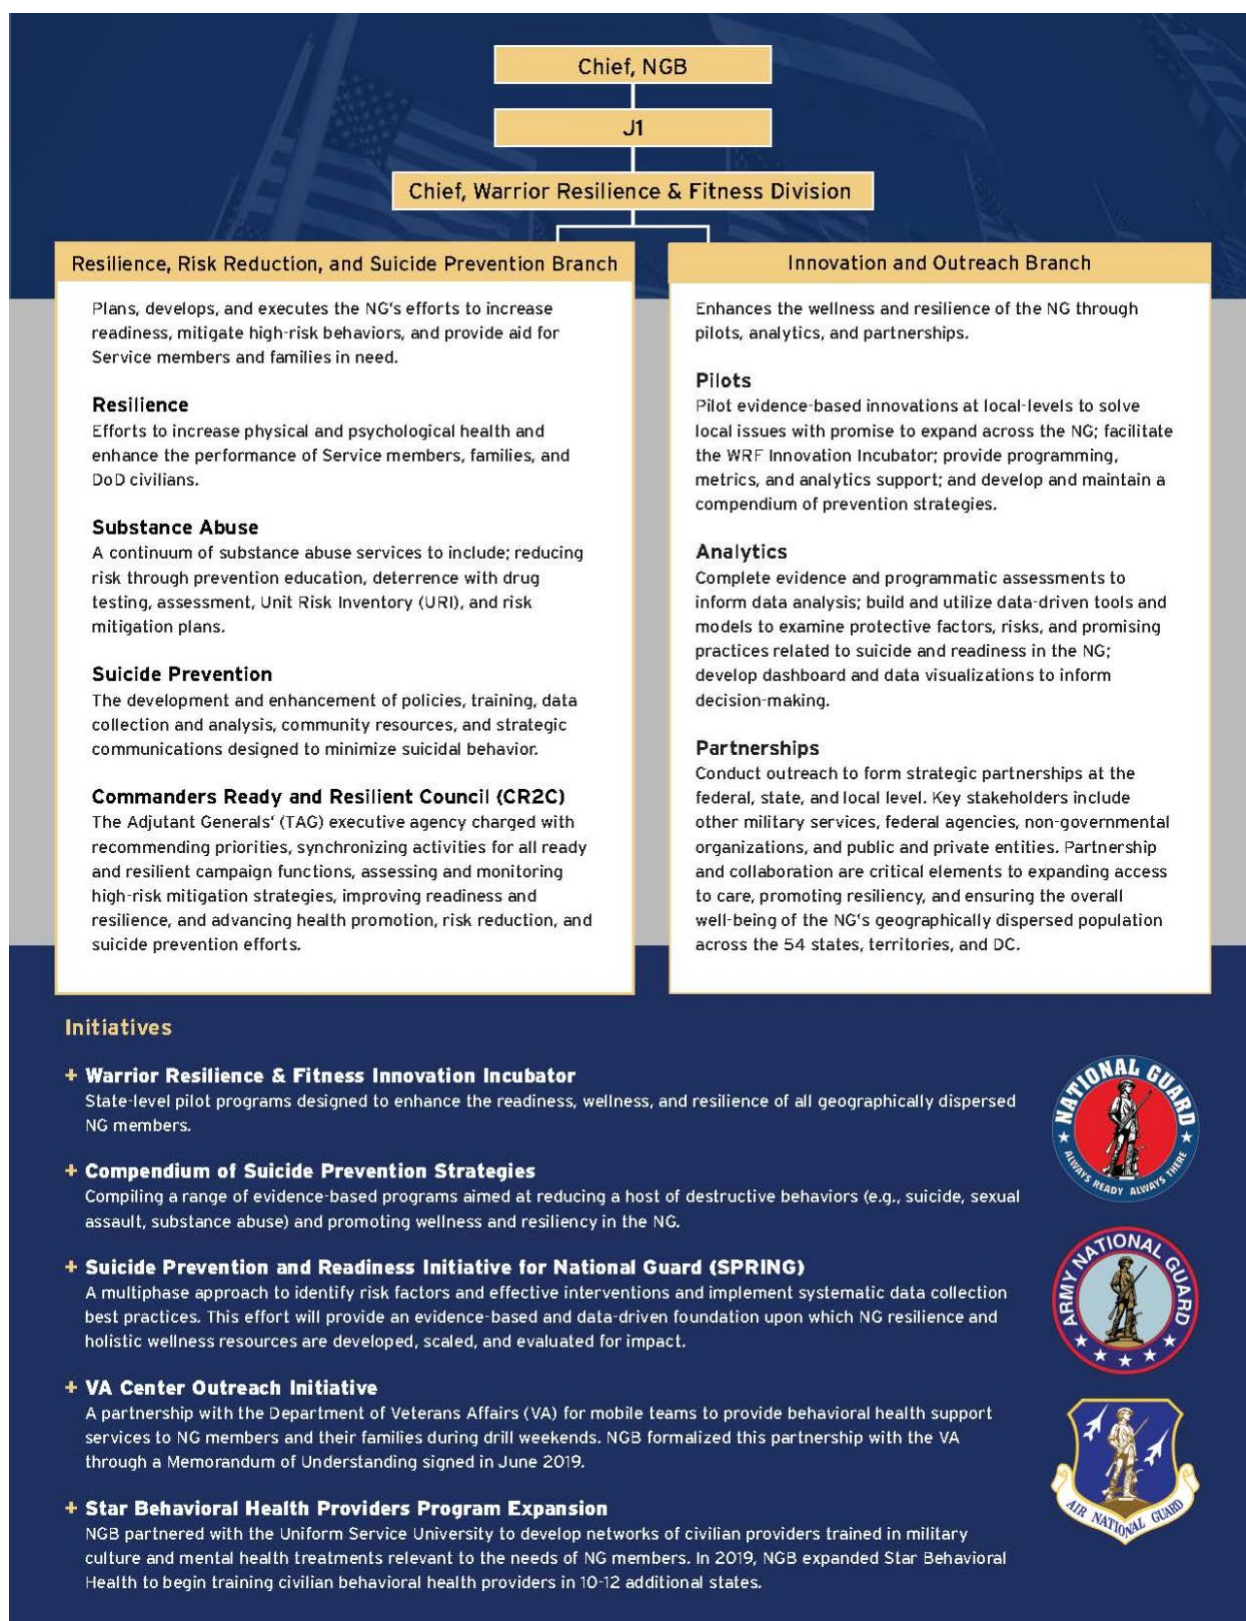 Chief, NGB
J1
Chief, Warrior Resilience & Fitness Division
Resilience, Risk Reduction, and Suicide Prevention Branch
Plans, develops, and executes the NG's efforts to increase
readiness, mitigate high-risk behaviors, and provide aid for
Service members and families in need.
Resilience
Efforts to increase physical and psychological health and
enhance the performance of Service members, families, and
DoD civilians.
Substance Abuse
A continuum of substance abuse services to include; reducing
risk through prevention education, deterrence with drug
testing, assessment, Unit Risk Inventory (URI), and risk
mitigation plans.
Suicide Prevention
The development and enhancement of policies, training, data
collection and analysis, community resources, and strategic
communications designed to minimize suicidal behavior.
Commanders Ready and Resilient Council (CR2C)
The Adjutant Generals' (TAG) executive agency charged with
recommending priorities, synchronizing activities for all ready
and resilient campaign functions, assessing and monitoring
high-risk mitigation strategies, improving readiness and
resilience, and advancing health promotion, risk reduction, and
suicide prevention efforts.
Innovation and Outreach Branch
Enhances the wellness and resilience of the NG through
pilots, analytics, and partnerships.
Pilots
Pilot evidence-based innovations at local-levels to solve
local issues with promise to expand across the NG; facilitate
the WRF Innovation Incubator; provide programming,
metrics, and analytics support; and develop and maintain a
compendium of prevention strategies.
Analytics
Complete evidence and programmatic assessments to
inform data analysis; build and utilize data-driven tools and
models to examine protective factors, risks, and promising
practices related to suicide and readiness in the NG;
develop dashboard and data visualizations to inform
decision-making.
Partnerships
Conduct outreach to form strategic partnerships at the
federal, state, and local level. Key stakeholders include
other military services, federal agencies, non-governmental
organizations, and public and private entities. Partnership
and collaboration are critical elements to expanding access
to care, promoting resiliency, and ensuring the overall
well-being of the NG's geographically dispersed population
across the 54 states, territories, and DC.
Initiatives
+ Warrior Resilience & Fitness Innovation Incubator
State-level pilot programs designed to enhance the readiness, wellness, and resilience of all geographically dispersed
NG members.
+ Compendium of Suicide Prevention Strategies
Compiling a range of evidence-based programs aimed at reducing a host of destructive behaviors (e.g., suicide, sexual
assault, substance abuse) and promoting wellness and resiliency in the NG.
+ Suicide Prevention and Readiness Initiative for National Guard (SPRING)
A multiphase approach to identify risk factors and effective interventions and implement systematic data collection
best practices. This effort will provide an evidence-based and data-driven foundation upon which NG resilience and
holistic wellness resources are developed, scaled, and evaluated for impact.
+ VA Center Outreach Initiative
A partnership with the Department of Veterans Affairs (VA) for mobile teams to provide behavioral health support
services to NG members and their families during drill weekends. NGB formalized this partnership with the VA
through a Memorandum of Understanding signed in June 2019.
+ Star Behavioral Health Providers Program Expansion
NGB partnered with the Uniform Service University to develop networks of civilian providers trained in military
culture and mental health treatments relevant to the needs of NG members. In 2019, NGB expanded Star Behavioral
Health to begin training civilian behavioral health providers in 10-12 additional states.
NATIONAL GUARD
ALWAYS READY ALWAYS THERE
ARMY NATIONAL GUARD
AIR NATIONAL GUARD